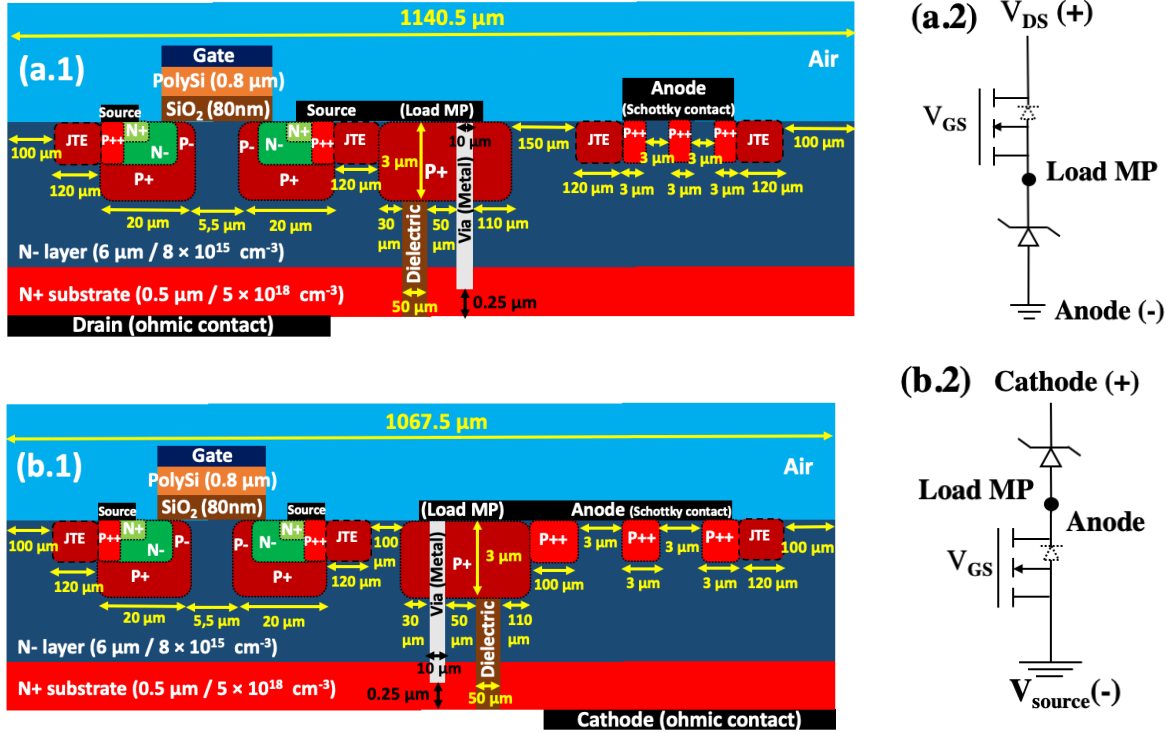 1140.5 µm
(a.1)
Gate
PolySi (0.8 µm)
SiO2 (80nm)
Air
Source
Source
(Load MP)
Anode
(Schottky contact)
100 µm
JTE
P++
N+
N-
P-
P+
P-
N-
N+
P++
JTE
3 µm
P+
10 µm
150 µm
JTE
P++
P++
P++
JTE
100 µm
3 µm
3 µm
120 µm
P+
120 µm
Via (Metal)
120 µm
3 µm
3 µm
3 µm
120 µm
20 µm
5,5 µm
20 µm
30 µm
50 µm
110 µm
Dielectric
N- layer (6 µm / 8 × 10¹⁵ cm⁻³)
N+ substrate (0.5 µm / 5 × 10¹⁸ cm⁻³)
50 µm
0.25 µm
Drain (ohmic contact)
(a.2)
VDS (+)
VGS
Load MP
Anode (-)
1067.5 µm
(b.1)
Gate
PolySi (0.8 µm)
SiO2 (80nm)
Air
Source
Source
(Load MP)
Anode (Schottky contact)
100 µm
JTE
P++
N+
N-
P-
P+
P-
N-
N+
P++
JTE
100 µm
Via (Metal)
P+
3 µm
P++
3 µm
P++
3 µm
P++
JTE
100 µm
120 µm
P+
120 µm
100 µm
3 µm
3 µm
120 µm
20 µm
5,5 µm
20 µm
30 µm
50 µm
110 µm
Dielectric
N- layer (6 µm / 8 × 10¹⁵ cm⁻³)
10 µm
N+ substrate (0.5 µm / 5 × 10¹⁸ cm⁻³)
0.25 µm
50 µm
Cathode (ohmic contact)
(b.2)
Cathode (+)
Load MP
Anode
VGS
Vsource(-)